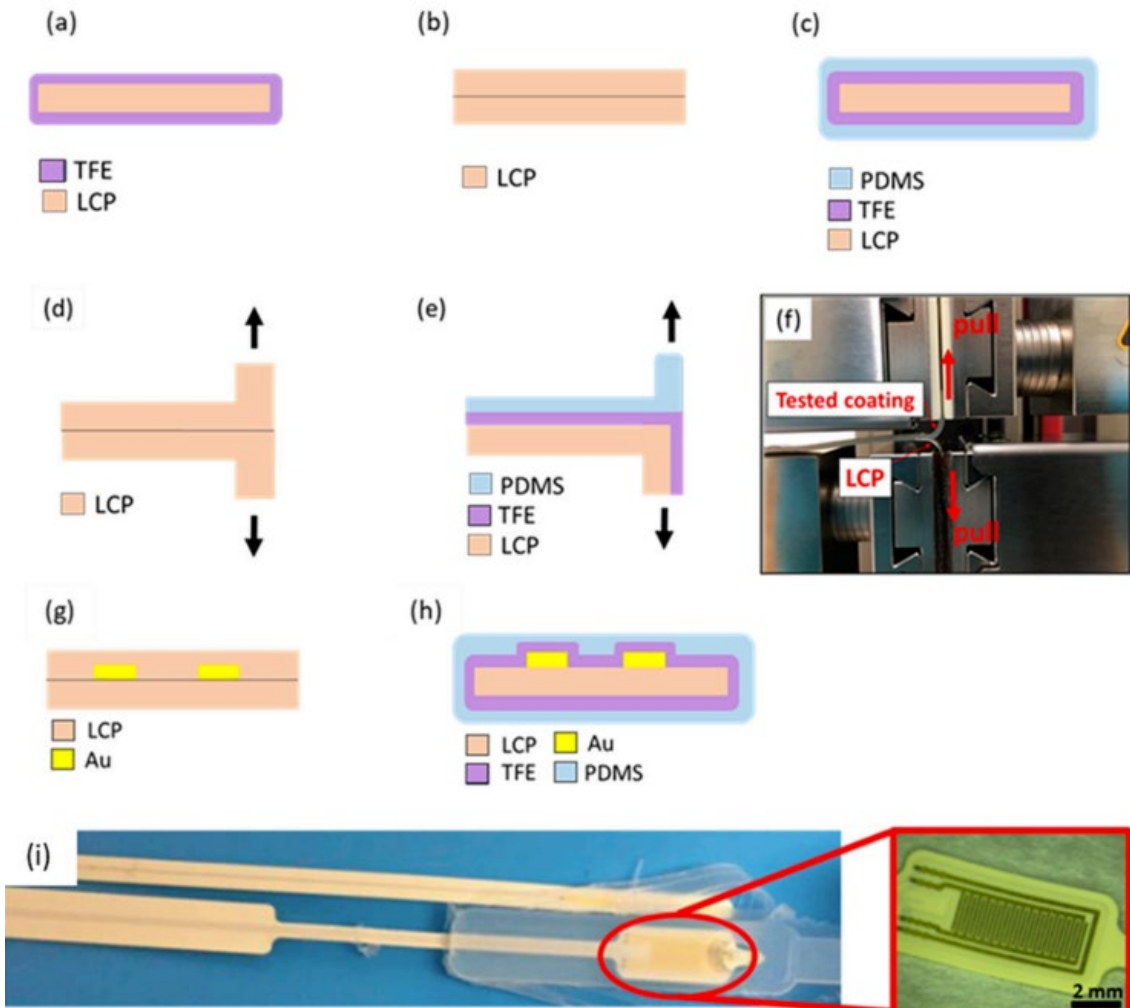 (a)
TFE
LCP
(b)
LCP
(c)
PDMS
TFE
LCP
(d)
LCP
(e)
PDMS
TFE
LCP
(f)
pull
Tested coating
LCP
pull
(g)
LCP
Au
(h)
LCP Au
TFE PDMS
(i)
2 mm